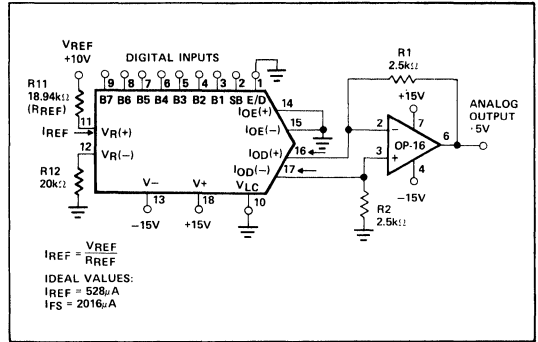 VREF
+10V
DIGITAL INPUTS
R1
2.5kΩ
R11
18.94kΩ
(RREF)
9 8 7 6 5 4 3 2 1
B7 B6 B5 B4 B3 B2 B1 SB E/D
IOE(+) 14
IOE(−) 15
+15V
ANALOG
OUTPUT
·5V
11
IREF
VR(+)
12
VR(−)
IOD(+) 16
IOD(−) 17
2 −
3 +
7
OP-16
6
4
−15V
R12
20kΩ
V−
V+
VLC
13
18
10
−15V
+15V
R2
2.5kΩ
IREF = VREF
RREF
IDEAL VALUES:
IREF = 528μA
IFS = 2016μA